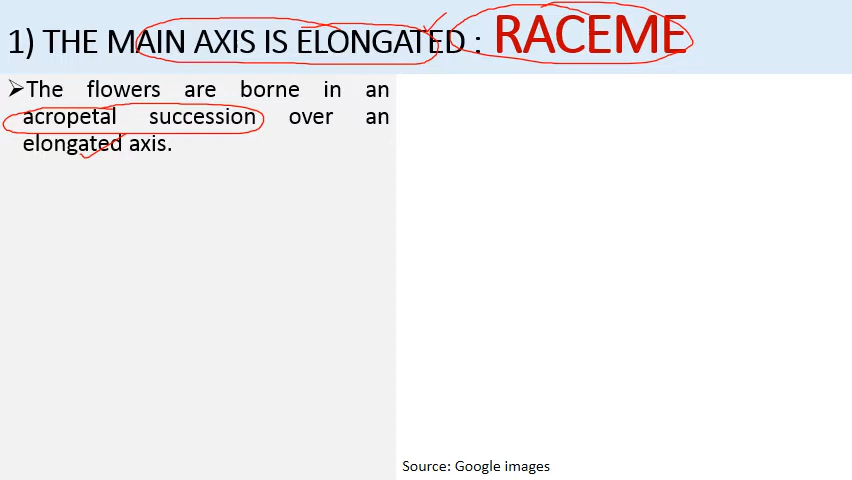 1) THE MAIN AXIS IS ELONGATED : RACEME
➢The flowers are borne in an
acropetal succession over an
elongated axis.
Source: Google images